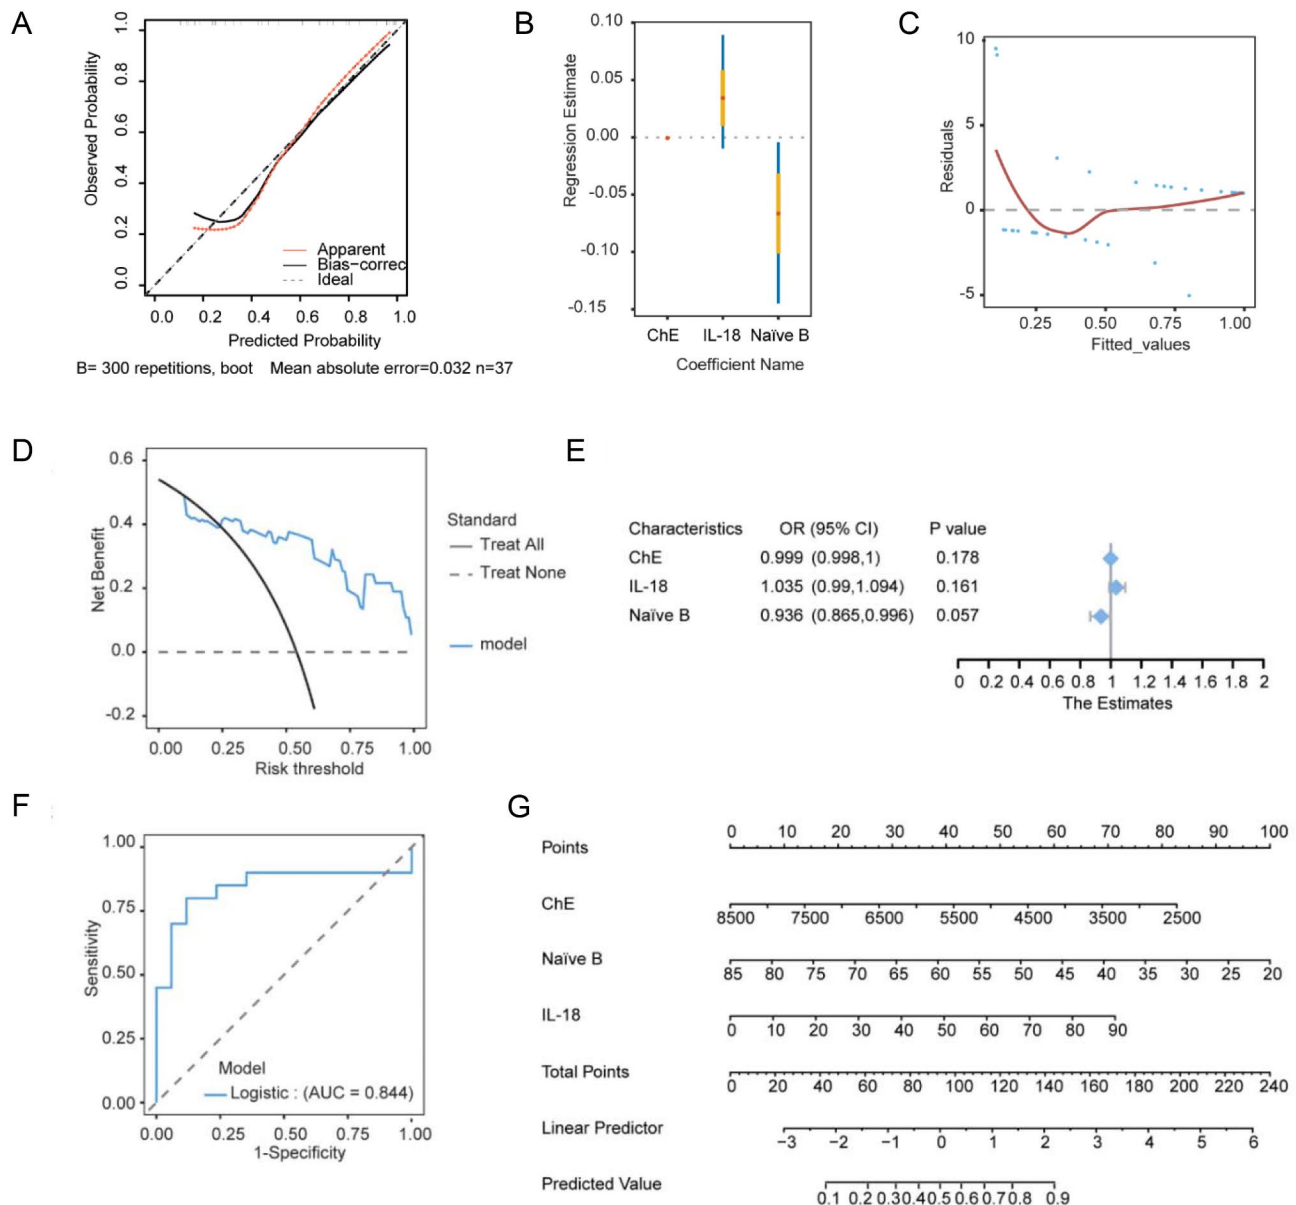 A
1.0
0.8
0.6
0.4
0.2
0.0
Observed Probability
Apparent
Bias−correc
Ideal
0.0 0.2 0.4 0.6 0.8 1.0
Predicted Probability
B= 300 repetitions, boot Mean absolute error=0.032 n=37
B
0.10
0.05
0.00
-0.05
-0.10
-0.15
Regression Estimate
ChE IL-18 Naïve B
Coefficient Name
C
10
5
0
-5
Residuals
0.25 0.50 0.75 1.00
Fitted_values
D
0.6
0.4
0.2
0.0
-0.2
Net Benefit
0.00 0.25 0.50 0.75 1.00
Risk threshold
Standard
Treat All
Treat None
model
E
Characteristics OR (95% CI) P value
ChE 0.999 (0.998,1) 0.178
IL-18 1.035 (0.99,1.094) 0.161
Naïve B 0.936 (0.865,0.996) 0.057
0 0.2 0.4 0.6 0.8 1 1.2 1.4 1.6 1.8 2
The Estimates
F
1.00
0.75
0.50
0.25
0.00
Sensitivity
Model
Logistic : (AUC = 0.844)
0.00 0.25 0.50 0.75 1.00
1-Specificity
G
Points 0 10 20 30 40 50 60 70 80 90 100
ChE 8500 7500 6500 5500 4500 3500 2500
Naïve B 85 80 75 70 65 60 55 50 45 40 35 30 25 20
IL-18 0 10 20 30 40 50 60 70 80 90
Total Points 0 20 40 60 80 100 120 140 160 180 200 220 240
Linear Predictor −3 −2 −1 0 1 2 3 4 5 6
Predicted Value 0.1 0.2 0.3 0.4 0.5 0.6 0.7 0.8 0.9